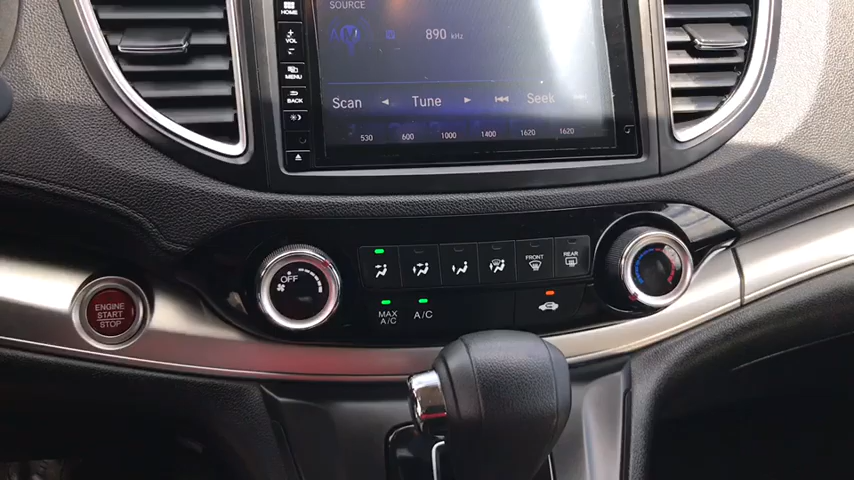 HOME
SOURCE
AM
890 kHz
+
VOL
-
MENU
BACK
Scan Tune Seek
530 600 1000 1400 1620 1620
OFF
FRONT
REAR
MAX
A/C
A/C
ENGINE
START
STOP